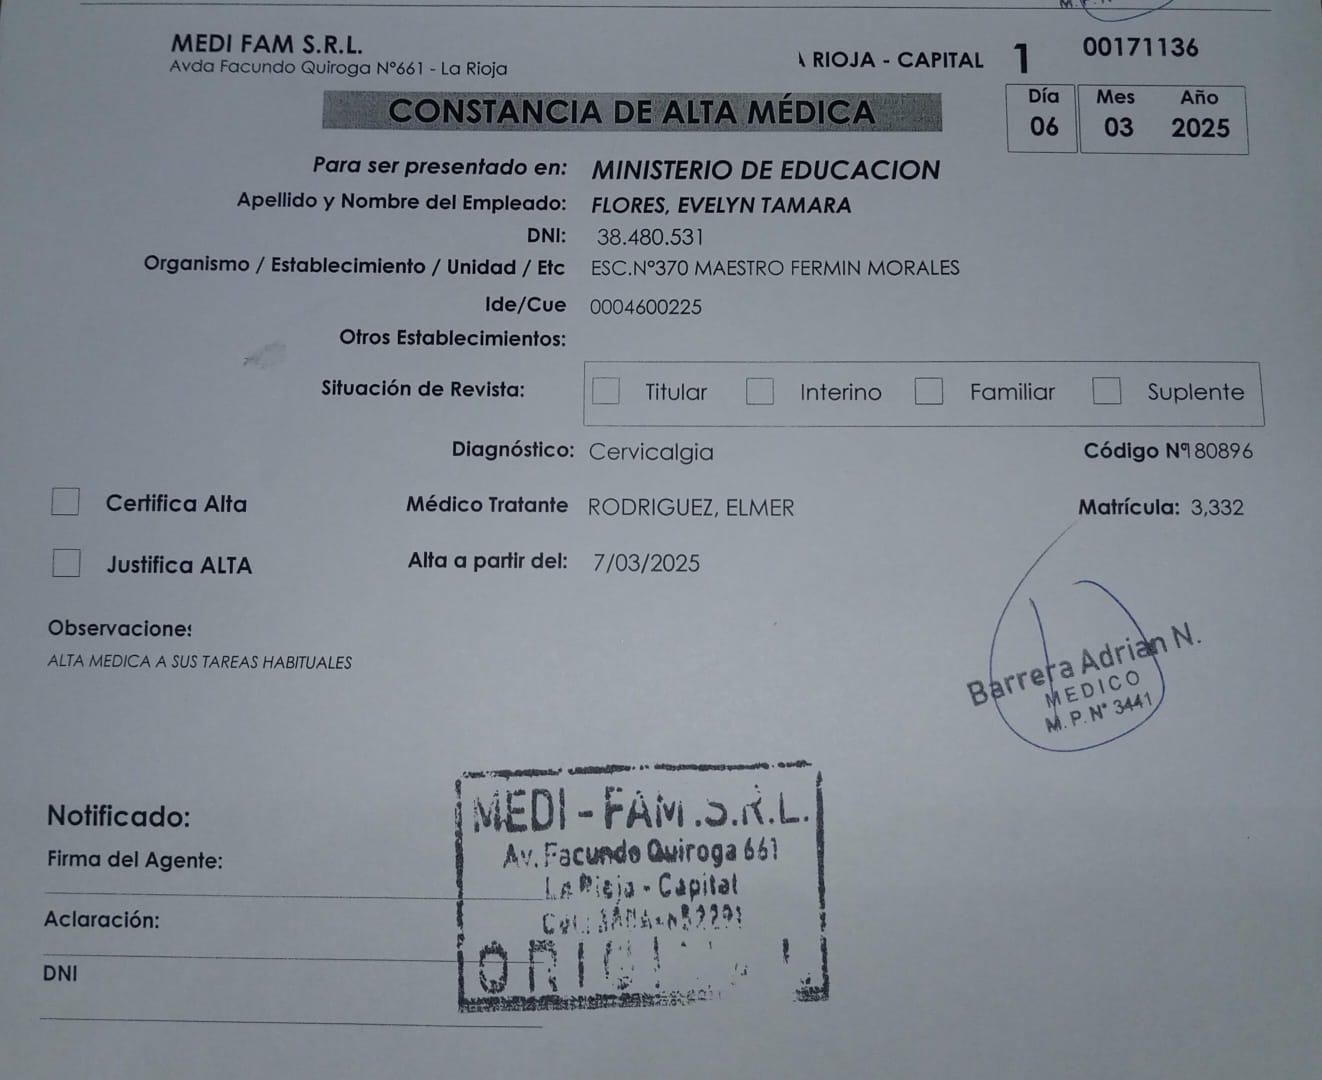 MEDI FAM S.R.L.
Avda Facundo Quiroga Nº661 - La Rioja
A RIOJA - CAPITAL 1 00171136
CONSTANCIA DE ALTA MÉDICA
Día Mes Año
06 03 2025
Para ser presentado en: MINISTERIO DE EDUCACION
Apellido y Nombre del Empleado: FLORES, EVELYN TAMARA
DNI: 38.480.531
Organismo / Establecimiento / Unidad / Etc ESC.Nº370 MAESTRO FERMIN MORALES
Ide/Cue 0004600225
Otros Establecimientos:
Situación de Revista: Titular Interino Familiar Suplente
Diagnóstico: Cervicalgia Código Nº180896
Certifica Alta Médico Tratante RODRIGUEZ, ELMER Matrícula: 3,332
Justifica ALTA Alta a partir del: 7/03/2025
Observaciones
ALTA MEDICA A SUS TAREAS HABITUALES
Barrera Adrian N.
MEDICO
M.P.N° 3441
Notificado:
Firma del Agente:
Aclaración:
DNI
MEDI - FAM.S.R.L.
Av. Facundo Quiroga 661
La Rioja - Capital